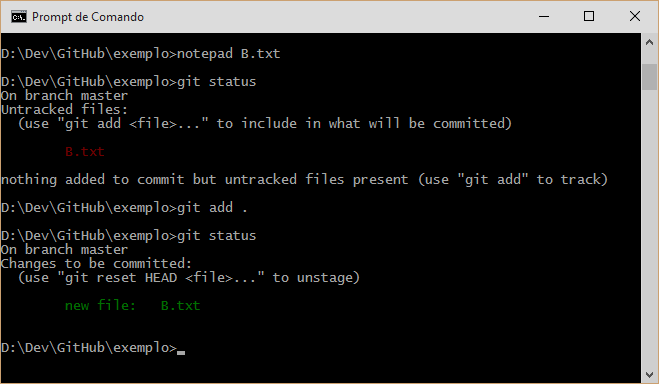 Prompt de Comando
D:\Dev\GitHub\exemplo>notepad B.txt
D:\Dev\GitHub\exemplo>git status
On branch master
Untracked files:
  (use "git add <file>..." to include in what will be committed)
        B.txt
nothing added to commit but untracked files present (use "git add" to track)
D:\Dev\GitHub\exemplo>git add .
D:\Dev\GitHub\exemplo>git status
On branch master
Changes to be committed:
  (use "git reset HEAD <file>..." to unstage)
        new file:   B.txt
D:\Dev\GitHub\exemplo>